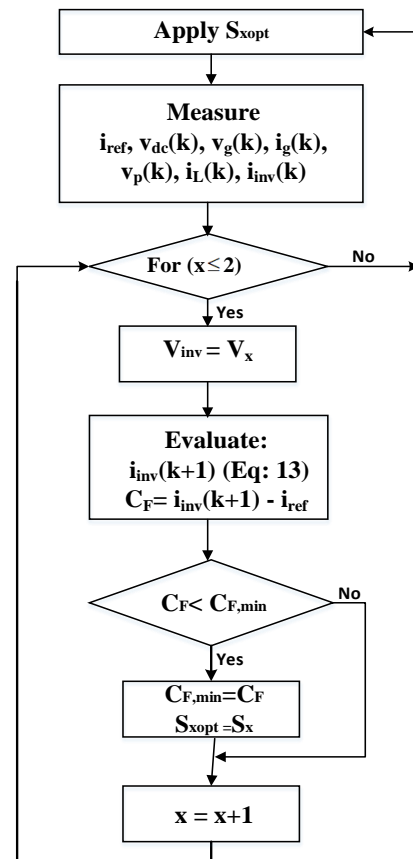 Apply Sxopt
Measure
iref, vdc(k), vg(k), ig(k),
vp(k), iL(k), iinv(k)
For (x≤2)
No
Yes
Vinv = Vx
Evaluate:
iinv(k+1) (Eq: 13)
CF= iinv(k+1) - iref
CF< CF,min
No
Yes
CF,min=CF
Sxopt =Sx
x = x+1